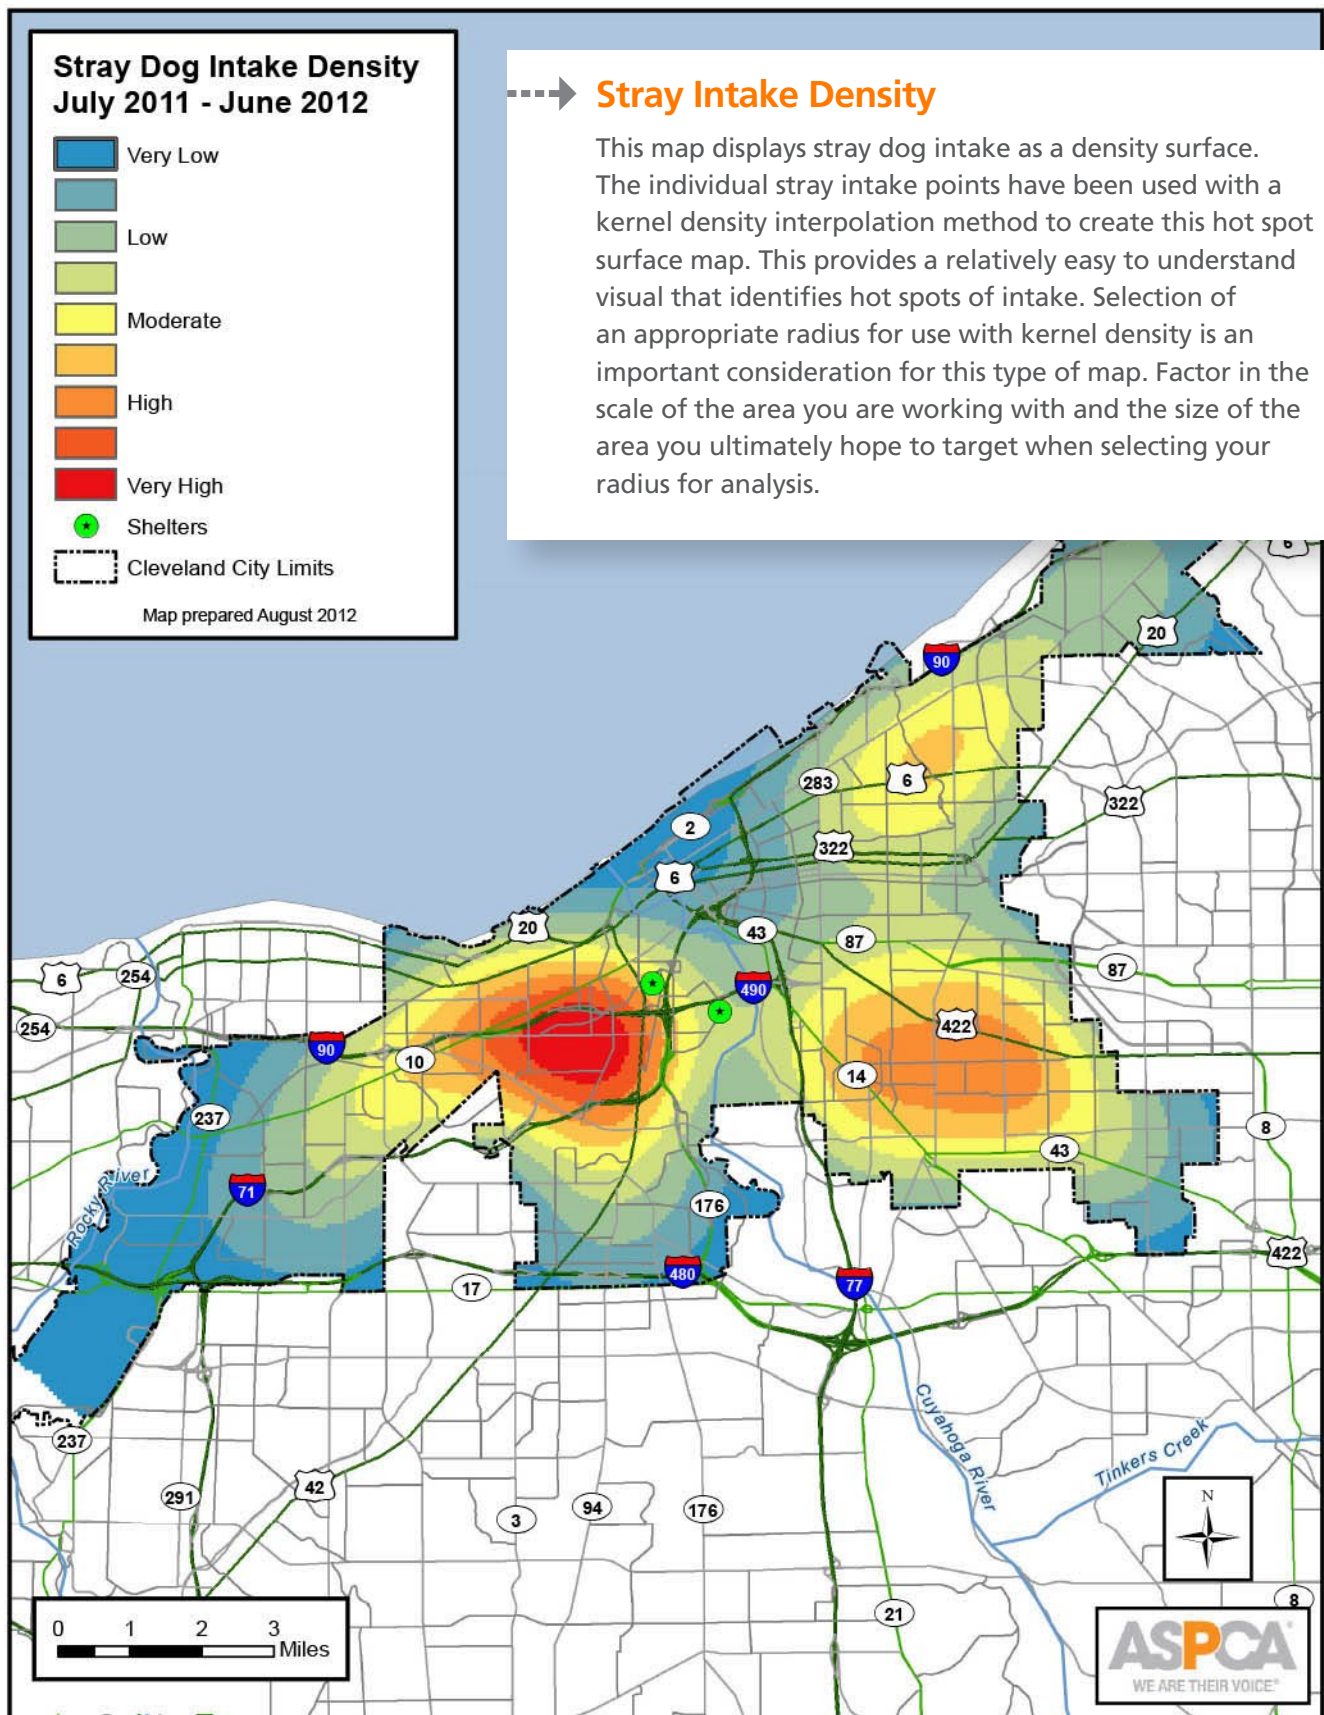 Stray Dog Intake Density
July 2011 - June 2012
Very Low
Low
Moderate
High
Very High
Shelters
Cleveland City Limits
Map prepared August 2012
Stray Intake Density
This map displays stray dog intake as a density surface.
The individual stray intake points have been used with a
kernel density interpolation method to create this hot spot
surface map. This provides a relatively easy to understand
visual that identifies hot spots of intake. Selection of
an appropriate radius for use with kernel density is an
important consideration for this type of map. Factor in the
scale of the area you are working with and the size of the
area you ultimately hope to target when selecting your
radius for analysis.
6
20
90
283
6
322
2
322
6
20
43
87
87
6
254
490
254
422
90
10
14
237
8
43
71
176
Rocky River
422
480
17
77
Cuyahoga River
237
Tinkers Creek
42
291
94
176
3
N
8
21
0 1 2 3
Miles
ASPCA
WE ARE THEIR VOICE®